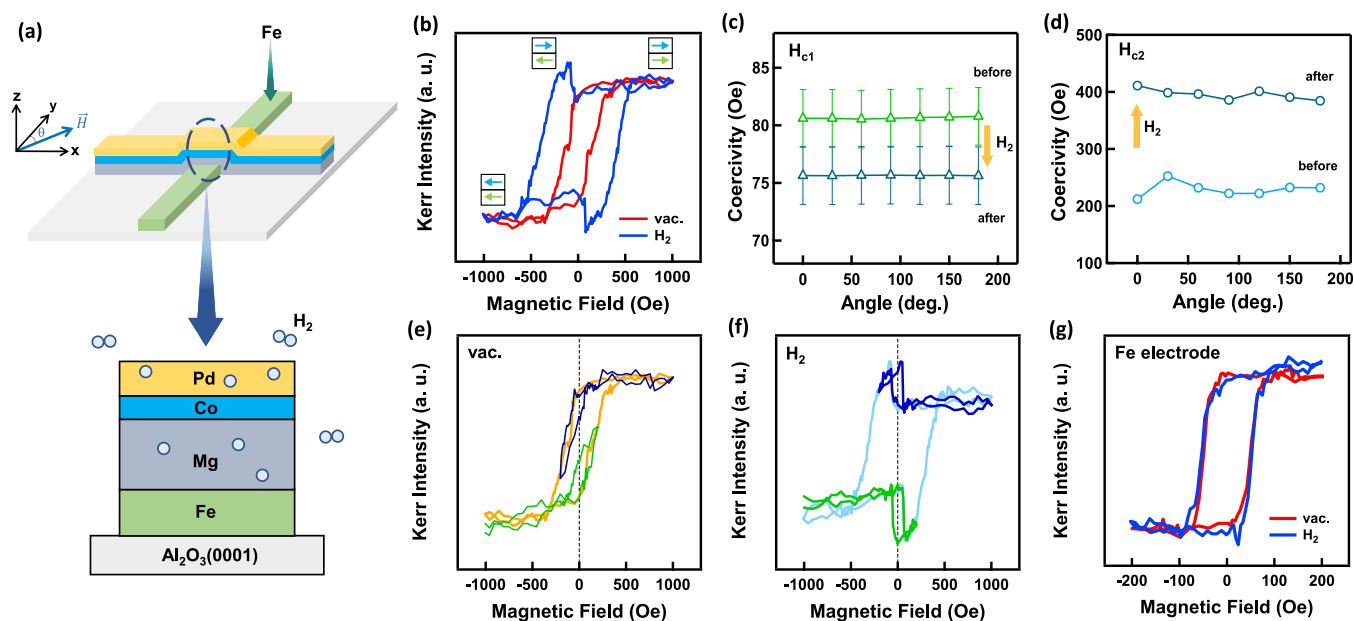 (a)
Fe
z
y
θ
H
x
H2
Pd
Co
Mg
Fe
Al2O3(0001)
(b)
Kerr Intensity (a. u.)
vac.
H2
-1000 -500 0 500 1000
Magnetic Field (Oe)
(c)
Hc1
before
H2
after
85
80
75
70
Coercivity (Oe)
0 50 100 150 200
Angle (deg.)
(d)
Hc2
after
H2
before
500
400
300
200
100
Coercivity (Oe)
0 50 100 150 200
Angle (deg.)
(e)
vac.
Kerr Intensity (a. u.)
-1000 -500 0 500 1000
Magnetic Field (Oe)
(f)
H2
Kerr Intensity (a. u.)
-1000 -500 0 500 1000
Magnetic Field (Oe)
(g)
Fe electrode
Kerr Intensity (a. u.)
vac.
H2
-200 -100 0 100 200
Magnetic Field (Oe)